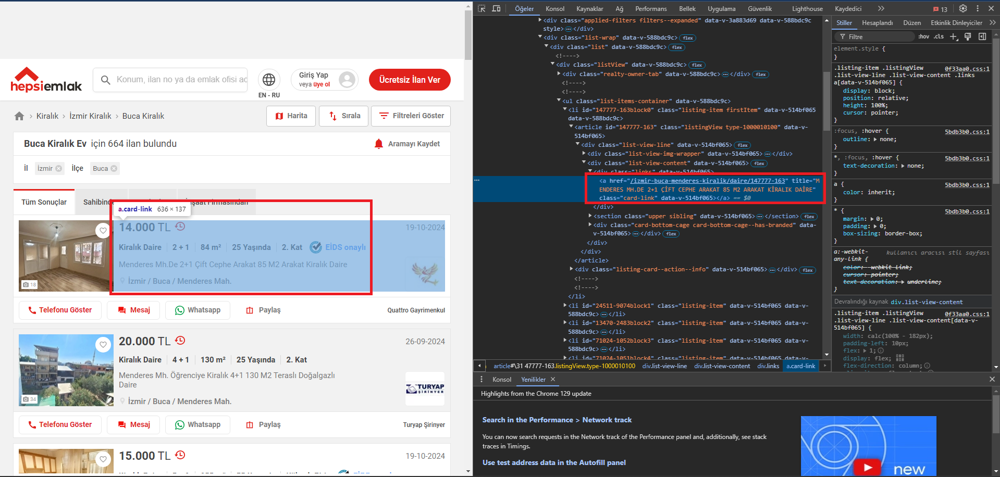 hepsiemlak
Konum, ilan no ya da emlak ofisi ad
EN - RU
Giriş Yap
veya üye ol
Ücretsiz İlan Ver
Kiralık > İzmir Kiralık > Buca Kiralık
Harita
Sırala
Filtreleri Göster
Buca Kiralık Ev için 664 ilan bulundu
Aramayı Kaydet
İl İzmir İlçe Buca
Tüm Sonuçlar
a.card-link 636 × 137
14.000 TL
19-10-2024
Kiralık Daire 2 + 1 84 m² 25 Yaşında 2. Kat EİDS onaylı
Menderes Mh.De 2+1 Çift Cephe Arakat 85 M2 Arakat Kiralık Daire
İzmir / Buca / Menderes Mah.
18
Telefonu Göster Mesaj Whatsapp Paylaş Quattro Gayrimenkul
20.000 TL
26-09-2024
Kiralık Daire 4 + 1 130 m² 25 Yaşında 2. Kat
Menderes Mh. Öğrenciye Kiralık 4+1 130 M2 Teraslı Doğalgazlı
Daire
TURYAP
ŞİRİNYER
İzmir / Buca / Menderes Mah.
34
Telefonu Göster Mesaj Whatsapp Paylaş Turyap Şirinyer
15.000 TL
19-10-2024
Öğeler Konsol Kaynaklar Ağ Performans Bellek Uygulama Güvenlik Lighthouse Kaydedici 13
<div class="applied-filters filters--expanded" data-v-3a883d69 data-v-588bdc9c
style>…</div>
<div class="list-wrap" data-v-588bdc9c> flex
<div class="list" data-v-588bdc9c> flex
<!---->
<div class="listView" data-v-588bdc9c> flex
<div class="realty-owner-tab" data-v-588bdc9c>…</div> flex
<!---->
<!---->
<ul class="list-items-container" data-v-588bdc9c>
<li id="147777-163block0" class="listing-item firstItem" data-v-514bf065
data-v-588bdc9c>
<article id="147777-163" class="listingView type-1000010100" data-v-
514bf065>
<div class="list-view-line" data-v-514bf065> flex
<div class="list-view-img-wrapper" data-v-514bf065>…</div>
<div class="list-view-content" data-v-514bf065> flex
<div class="links" data-v-514bf065>
<a href="/izmir-buca-menderes-kiralik/daire/147777-163" title="M
ENDERES MH.DE 2+1 ÇİFT CEPHE ARAKAT 85 M2 ARAKAT KİRALIK DAİRE"
class="card-link" data-v-514bf065></a> == $0
</div>
<section class="upper sibling" data-v-514bf065>…</section> flex
<div class="card-bottom-cage card-bottom-cage--has-branded" data-
v-514bf065>…</div> flex
</div>
</div>
</article>
<div class="listing-card--action--info" data-v-514bf065>…</div> flex
<!---->
<!---->
</li>
<li id="24511-9074block1" class="listing-item" data-v-514bf065 data-v-
588bdc9c>…</li>
<li id="13470-2483block2" class="listing-item" data-v-514bf065 data-v-
588bdc9c>…</li>
<li id="71024-1052block3" class="listing-item" data-v-514bf065 data-v-
588bdc9c>…</li>
<li id="71024-1051block4" class="listing-item" data-v-514bf065 data-v-
article#\31 47777-163.listingView.type-1000010100 div.list-view-line div.list-view-content div.links a.card-link
Stiller Hesaplandı Düzen Etkinlik Dinleyiciler
Filtre :hov .cls
element.style {
}
.listing-item .listingView 0f33aa0.css:1
.list-view-line .list-view-content .links
a[data-v-514bf065] {
display: block;
position: relative;
height: 100%;
cursor: pointer;
}
:focus, :hover { 5bdb3b0.css:1
outline: none;
}
*, :focus, :hover { 5bdb3b0.css:1
text-decoration: none;
}
a { 5bdb3b0.css:1
color: inherit;
}
* { 5bdb3b0.css:1
margin: 0;
padding: 0;
box-sizing: border-box;
}
a:-webkit- kullanıcı aracısı stil sayfası
any-link {
color: -webkit-link;
cursor: pointer;
text-decoration: underline;
}
Devralındığı kaynak div.list-view-content
.listing-item .listingView 0f33aa0.css:1
.list-view-line .list-view-content[data-v-
514bf065] {
width: calc(100% - 182px);
padding-left: 10px;
flex: 1;
display: flex;
flex-direction: column;
Konsol Yenilikler
Highlights from the Chrome 129 update
Search in the Performance > Network track
You can now search requests in the Network track of the Performance panel and, additionally, see stack
traces in Timings.
Use test address data in the Autofill panel
new